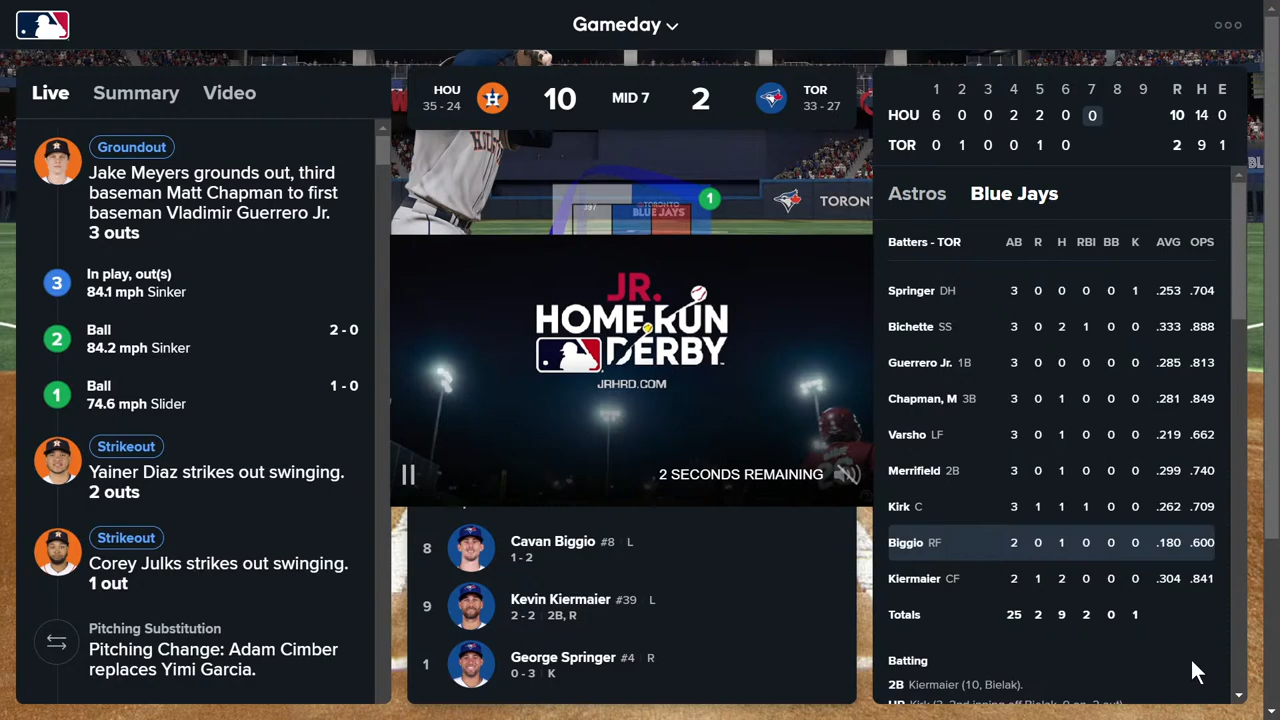 Gameday
Live Summary Video
Groundout
Jake Meyers grounds out, third
baseman Matt Chapman to first
baseman Vladimir Guerrero Jr.
3 outs
3
In play, out(s)
84.1 mph Sinker
2
Ball 2 - 0
84.2 mph Sinker
1
Ball 1 - 0
74.6 mph Slider
Strikeout
Yainer Diaz strikes out swinging.
2 outs
Strikeout
Corey Julks strikes out swinging.
1 out
Pitching Substitution
Pitching Change: Adam Cimber
replaces Yimi Garcia.
HOU
35 - 24
10
MID 7
2
TOR
33 - 27
1
397
TORONTO
BLUE JAYS
TORON
JR.
HOME RUN
DERBY
JRHRD.COM
2 SECONDS REMAINING
8 Cavan Biggio #8 L
1 - 2
9 Kevin Kiermaier #39 L
2 - 2 2B, R
1 George Springer #4 R
0 - 3 K
1 2 3 4 5 6 7 8 9 R H E
HOU 6 0 0 2 2 0 0 10 14 0
TOR 0 1 0 0 1 0 2 9 1
Astros Blue Jays
Batters - TOR AB R H RBI BB K AVG OPS
Springer DH 3 0 0 0 0 1 .253 .704
Bichette SS 3 0 2 1 0 0 .333 .888
Guerrero Jr. 1B 3 0 0 0 0 0 .285 .813
Chapman, M 3B 3 0 1 0 0 0 .281 .849
Varsho LF 3 0 1 0 0 0 .219 .662
Merrifield 2B 3 0 1 0 0 0 .299 .740
Kirk C 3 1 1 1 0 0 .262 .709
Biggio RF 2 0 1 0 0 0 .180 .600
Kiermaier CF 2 1 2 0 0 0 .304 .841
Totals 25 2 9 2 0 1
Batting
2B Kiermaier (10, Bielak).